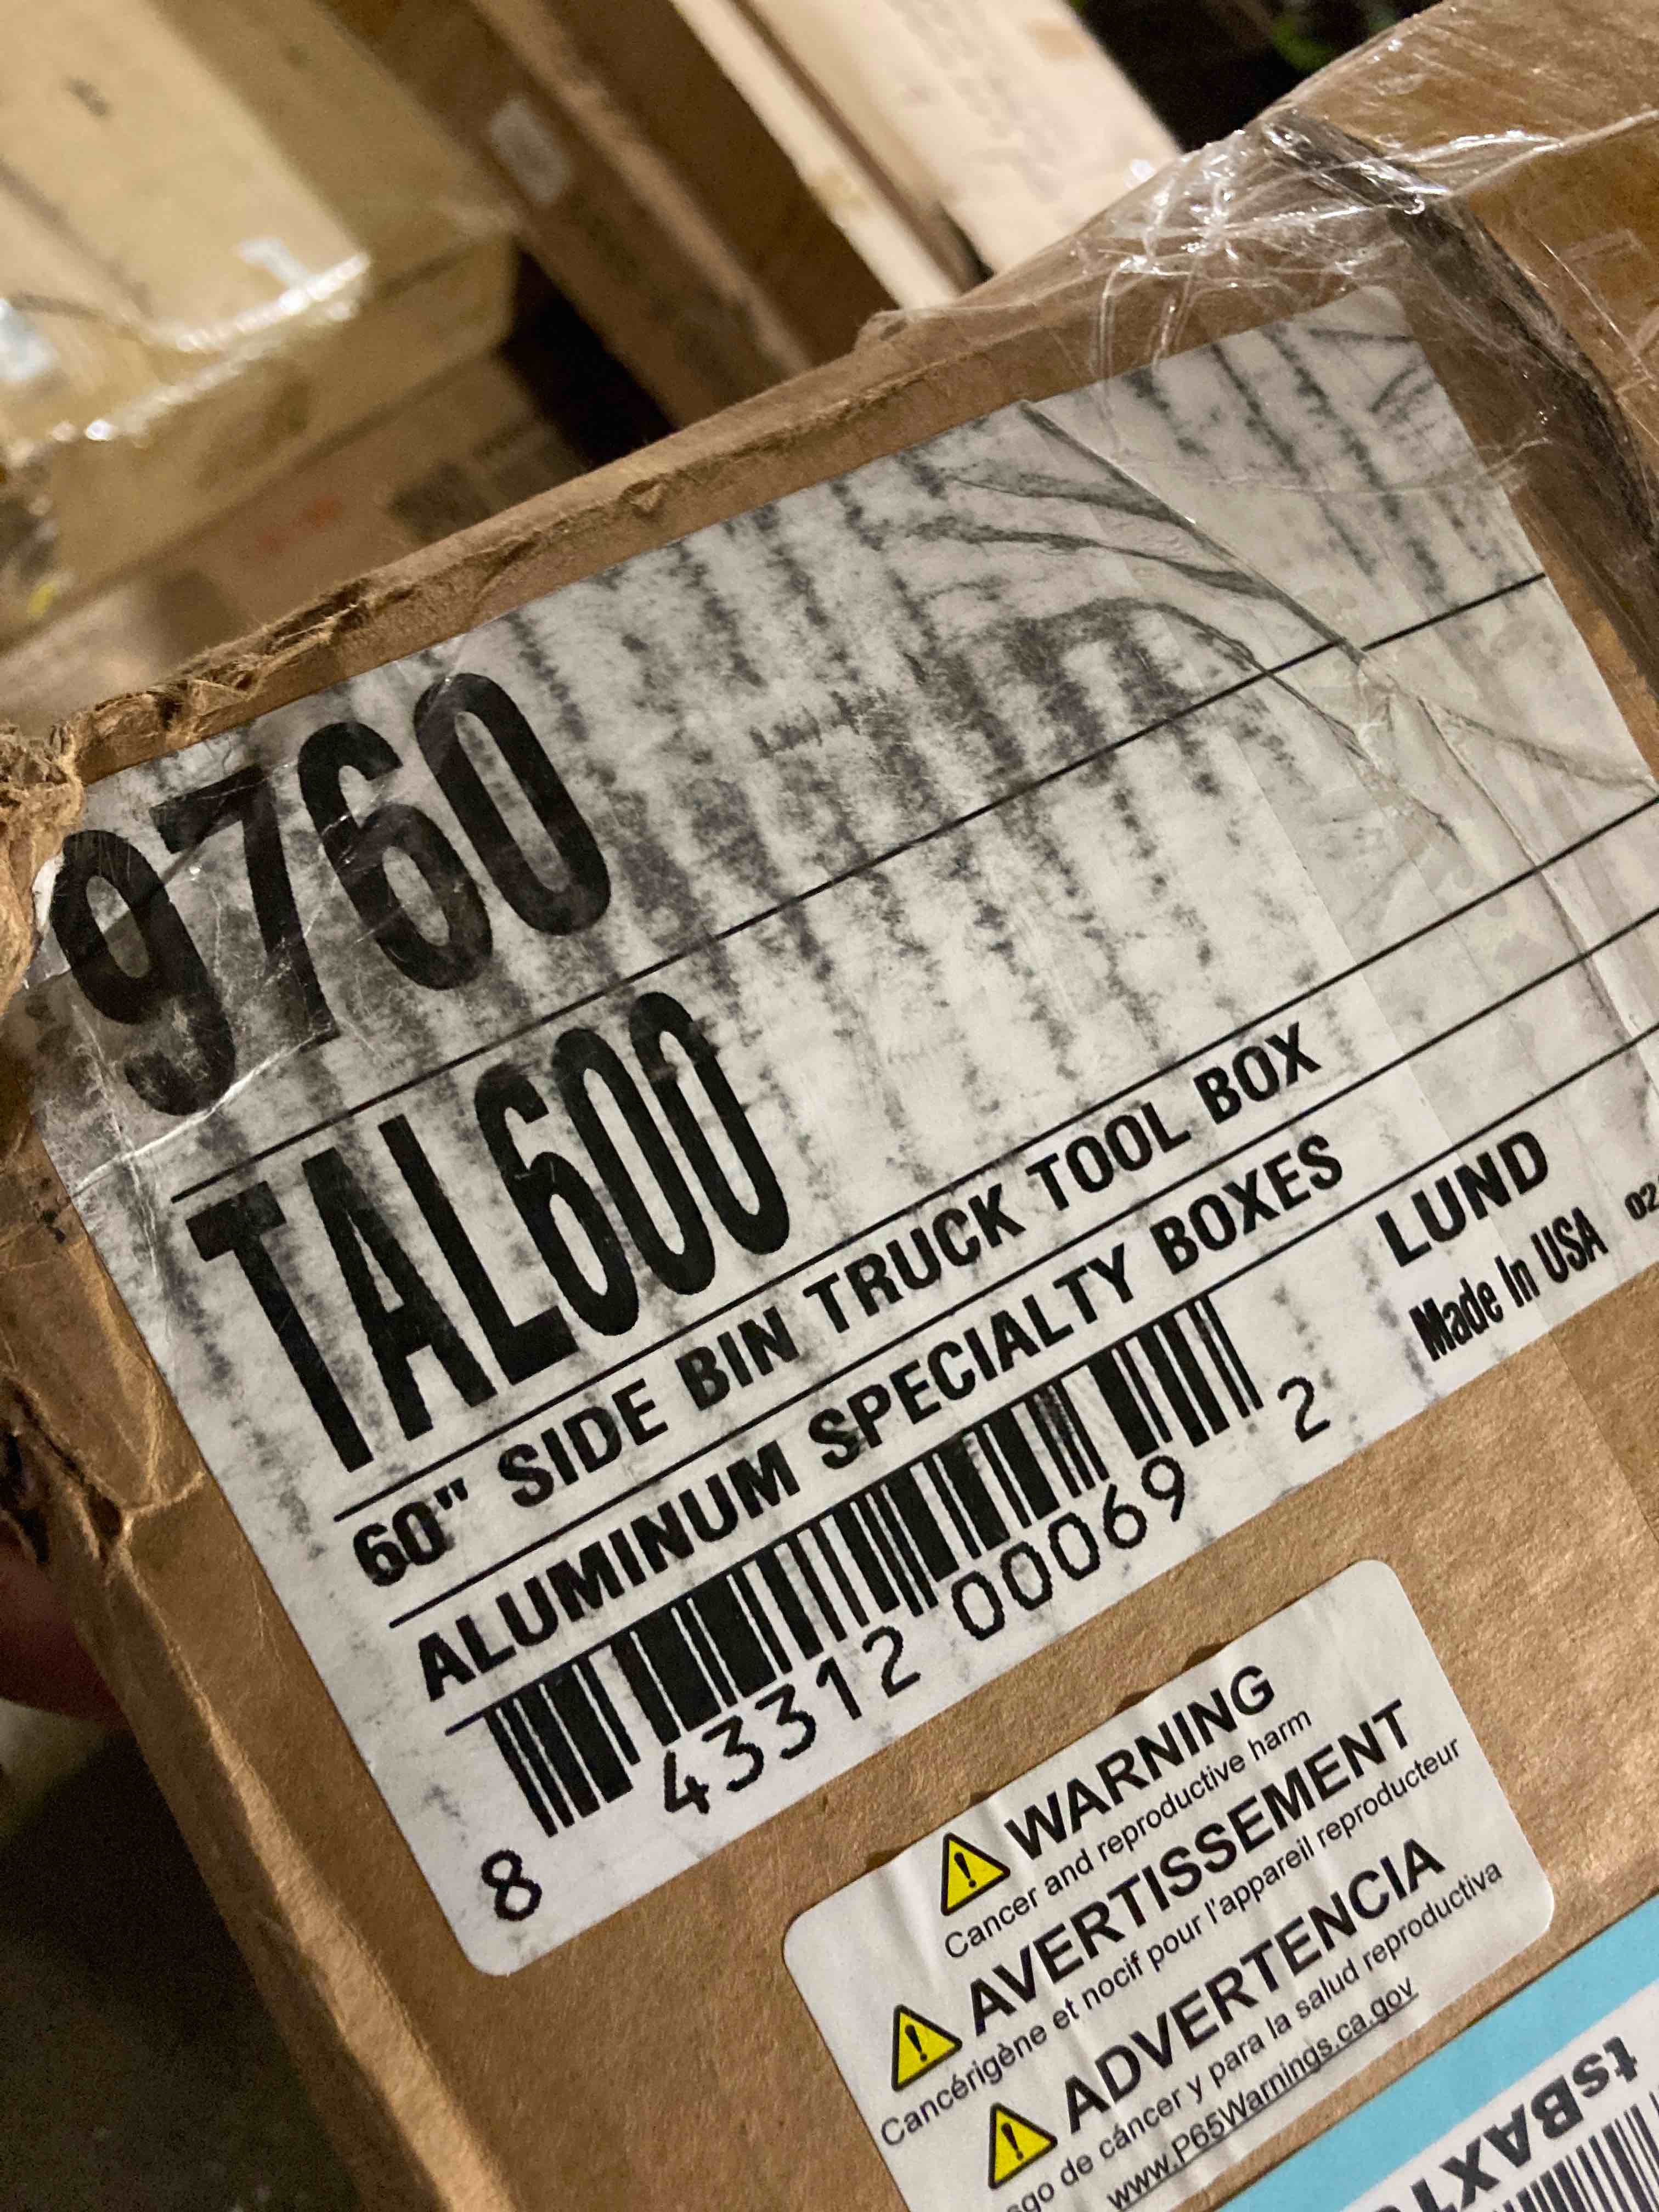 9760
TAL600
60" SIDE BIN TRUCK TOOL BOX
ALUMINUM SPECIALTY BOXES
8 43312 00069 2
LUND
Made In USA
WARNING
Cancer and reproductive harm
AVERTISSEMENT
Cancérigène et nocif pour l'appareil reproducteur
ADVERTENCIA
de cáncer y para la salud reproductiva
www.P65Warnings.ca.gov